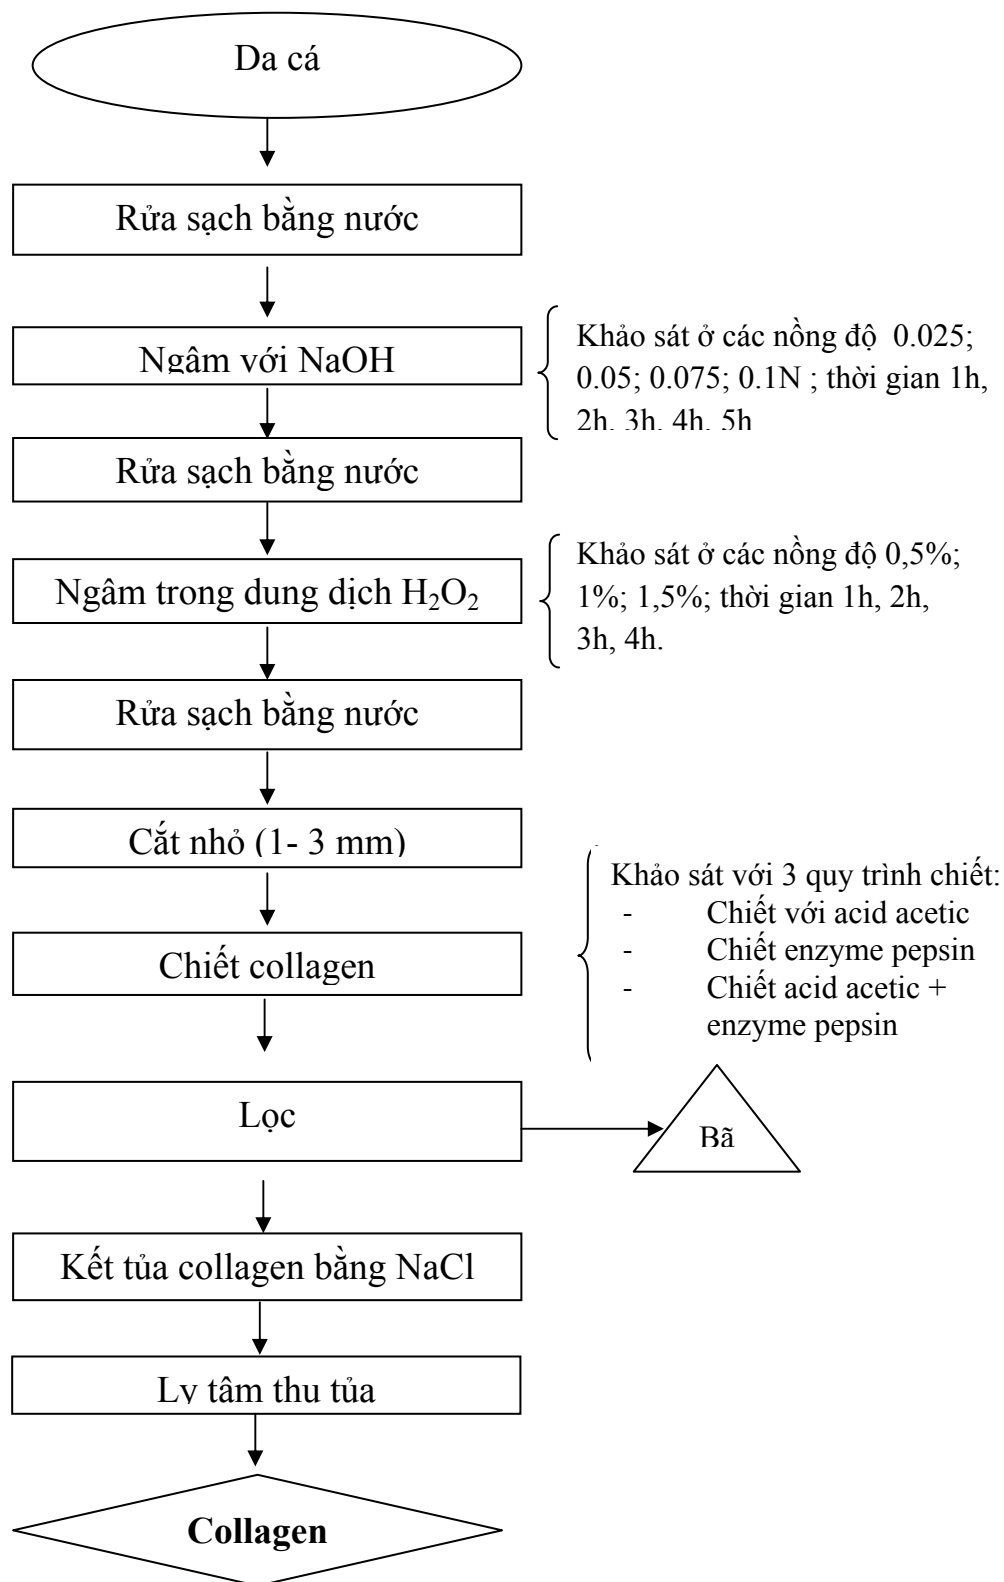 Da cá
Rửa sạch bằng nước
Ngâm với NaOH
Khảo sát ở các nồng độ 0.025;
0.05; 0.075; 0.1N ; thời gian 1h,
2h, 3h, 4h, 5h
Rửa sạch bằng nước
Ngâm trong dung dịch H₂O₂
Khảo sát ở các nồng độ 0,5%;
1%; 1,5%; thời gian 1h, 2h,
3h, 4h.
Rửa sạch bằng nước
Cắt nhỏ (1- 3 mm)
Chiết collagen
Khảo sát với 3 quy trình chiết:
- Chiết với acid acetic
- Chiết enzyme pepsin
- Chiết acid acetic +
enzyme pepsin
Lọc
Bã
Kết tủa collagen bằng NaCl
Ly tâm thu tủa
Collagen